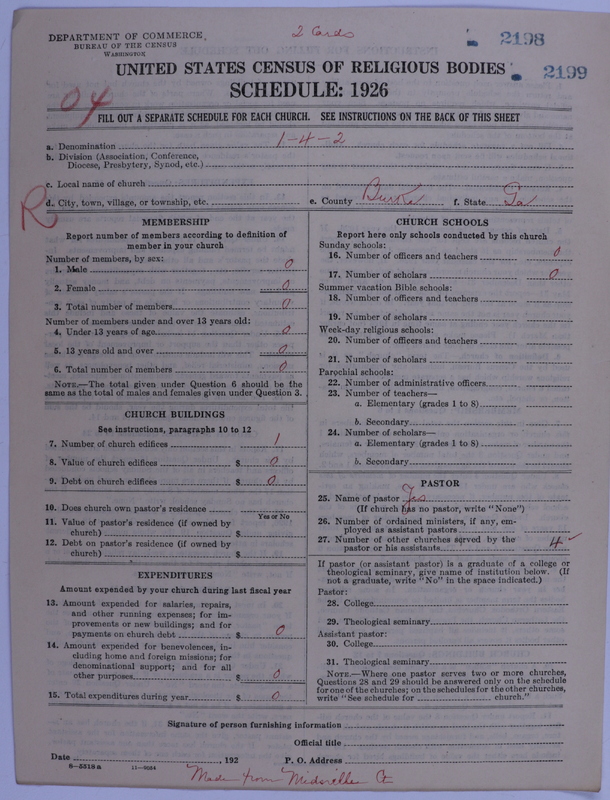 DEPARTMENT OF COMMERCE
BUREAU OF THE CENSUS
WASHINGTON
2 Cards
2198
2199
UNITED STATES CENSUS OF RELIGIOUS BODIES
SCHEDULE: 1926
04
FILL OUT A SEPARATE SCHEDULE FOR EACH CHURCH. SEE INSTRUCTIONS ON THE BACK OF THIS SHEET
a. Denomination 1-4-2
b. Division (Association, Conference,
Diocese, Presbytery, Synod, etc.)
c. Local name of church
R
d. City, town, village, or township, etc. e. County Burke f. State Ga
MEMBERSHIP
Report number of members according to definition of
member in your church
Number of members, by sex:
1. Male 0
2. Female 0
3. Total number of members 0
Number of members under and over 13 years old:
4. Under 13 years of age 0
5. 13 years old and over 0
6. Total number of members 0
NOTE.—The total given under Question 6 should be the
same as the total of males and females given under Question 3.
CHURCH BUILDINGS
See instructions, paragraphs 10 to 12
7. Number of church edifices 1
8. Value of church edifices $ 0
9. Debt on church edifices $ 0
10. Does church own pastor's residence
Yes or No
11. Value of pastor's residence (if owned by
church) $
12. Debt on pastor's residence (if owned by
church) $
EXPENDITURES
Amount expended by your church during last fiscal year
13. Amount expended for salaries, repairs,
and other running expenses; for im-
provements or new buildings; and for
payments on church debt $ 0
14. Amount expended for benevolences, in-
cluding home and foreign missions; for
denominational support; and for all
other purposes $ 0
15. Total expenditures during year $ 0
CHURCH SCHOOLS
Report here only schools conducted by this church
Sunday schools:
16. Number of officers and teachers 0
17. Number of scholars 0
Summer vacation Bible schools:
18. Number of officers and teachers
19. Number of scholars
Week-day religious schools:
20. Number of officers and teachers
21. Number of scholars
Parochial schools:
22. Number of administrative officers
23. Number of teachers—
a. Elementary (grades 1 to 8)
b. Secondary
24. Number of scholars—
a. Elementary (grades 1 to 8)
b. Secondary
PASTOR
25. Name of pastor Yes
(If church has no pastor, write "None")
26. Number of ordained ministers, if any, em-
ployed as assistant pastors
27. Number of other churches served by the
pastor or his assistants 4
If pastor (or assistant pastor) is a graduate of a college or
theological seminary, give name of institution below. (If
not a graduate, write "No" in the space indicated.)
Pastor:
28. College
29. Theological seminary
Assistant pastor:
30. College
31. Theological seminary
NOTE.—Where one pastor serves two or more churches,
Questions 28 and 29 should be answered only on the schedule
for one of the churches; on the schedules for the other churches,
write "See schedule for church."
Signature of person furnishing information
Official title
Date , 192 P. O. Address
8—5318 a 11—9684
Made from Midville